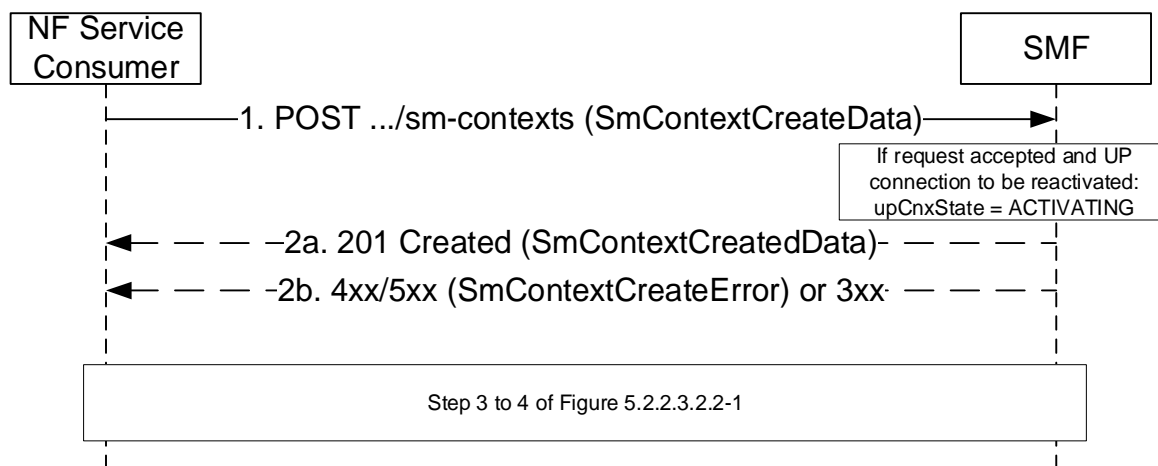 NF Service
Consumer
SMF
1. POST .../sm-contexts (SmContextCreateData)
If request accepted and UP
connection to be reactivated:
upCnxState = ACTIVATING
2a. 201 Created (SmContextCreatedData)
2b. 4xx/5xx (SmContextCreateError) or 3xx
Step 3 to 4 of Figure 5.2.2.3.2.2-1